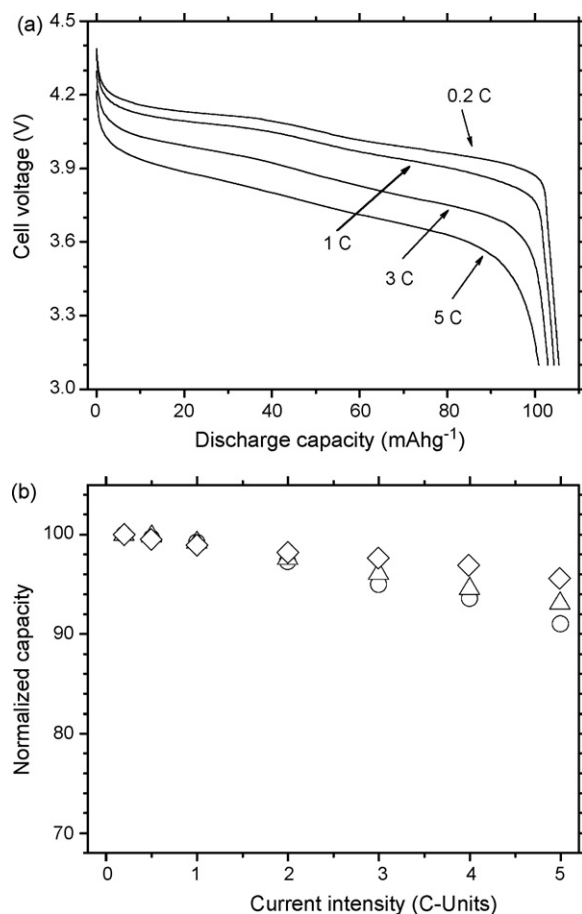 (a)
4.5
4.2
3.9
3.6
3.3
3.0
Cell voltage (V)
0.2 C
1 C
3 C
5 C
0 20 40 60 80 100
Discharge capacity (mAhg-1)
(b)
100
90
80
70
Normalized capacity
0 1 2 3 4 5
Current intensity (C-Units)